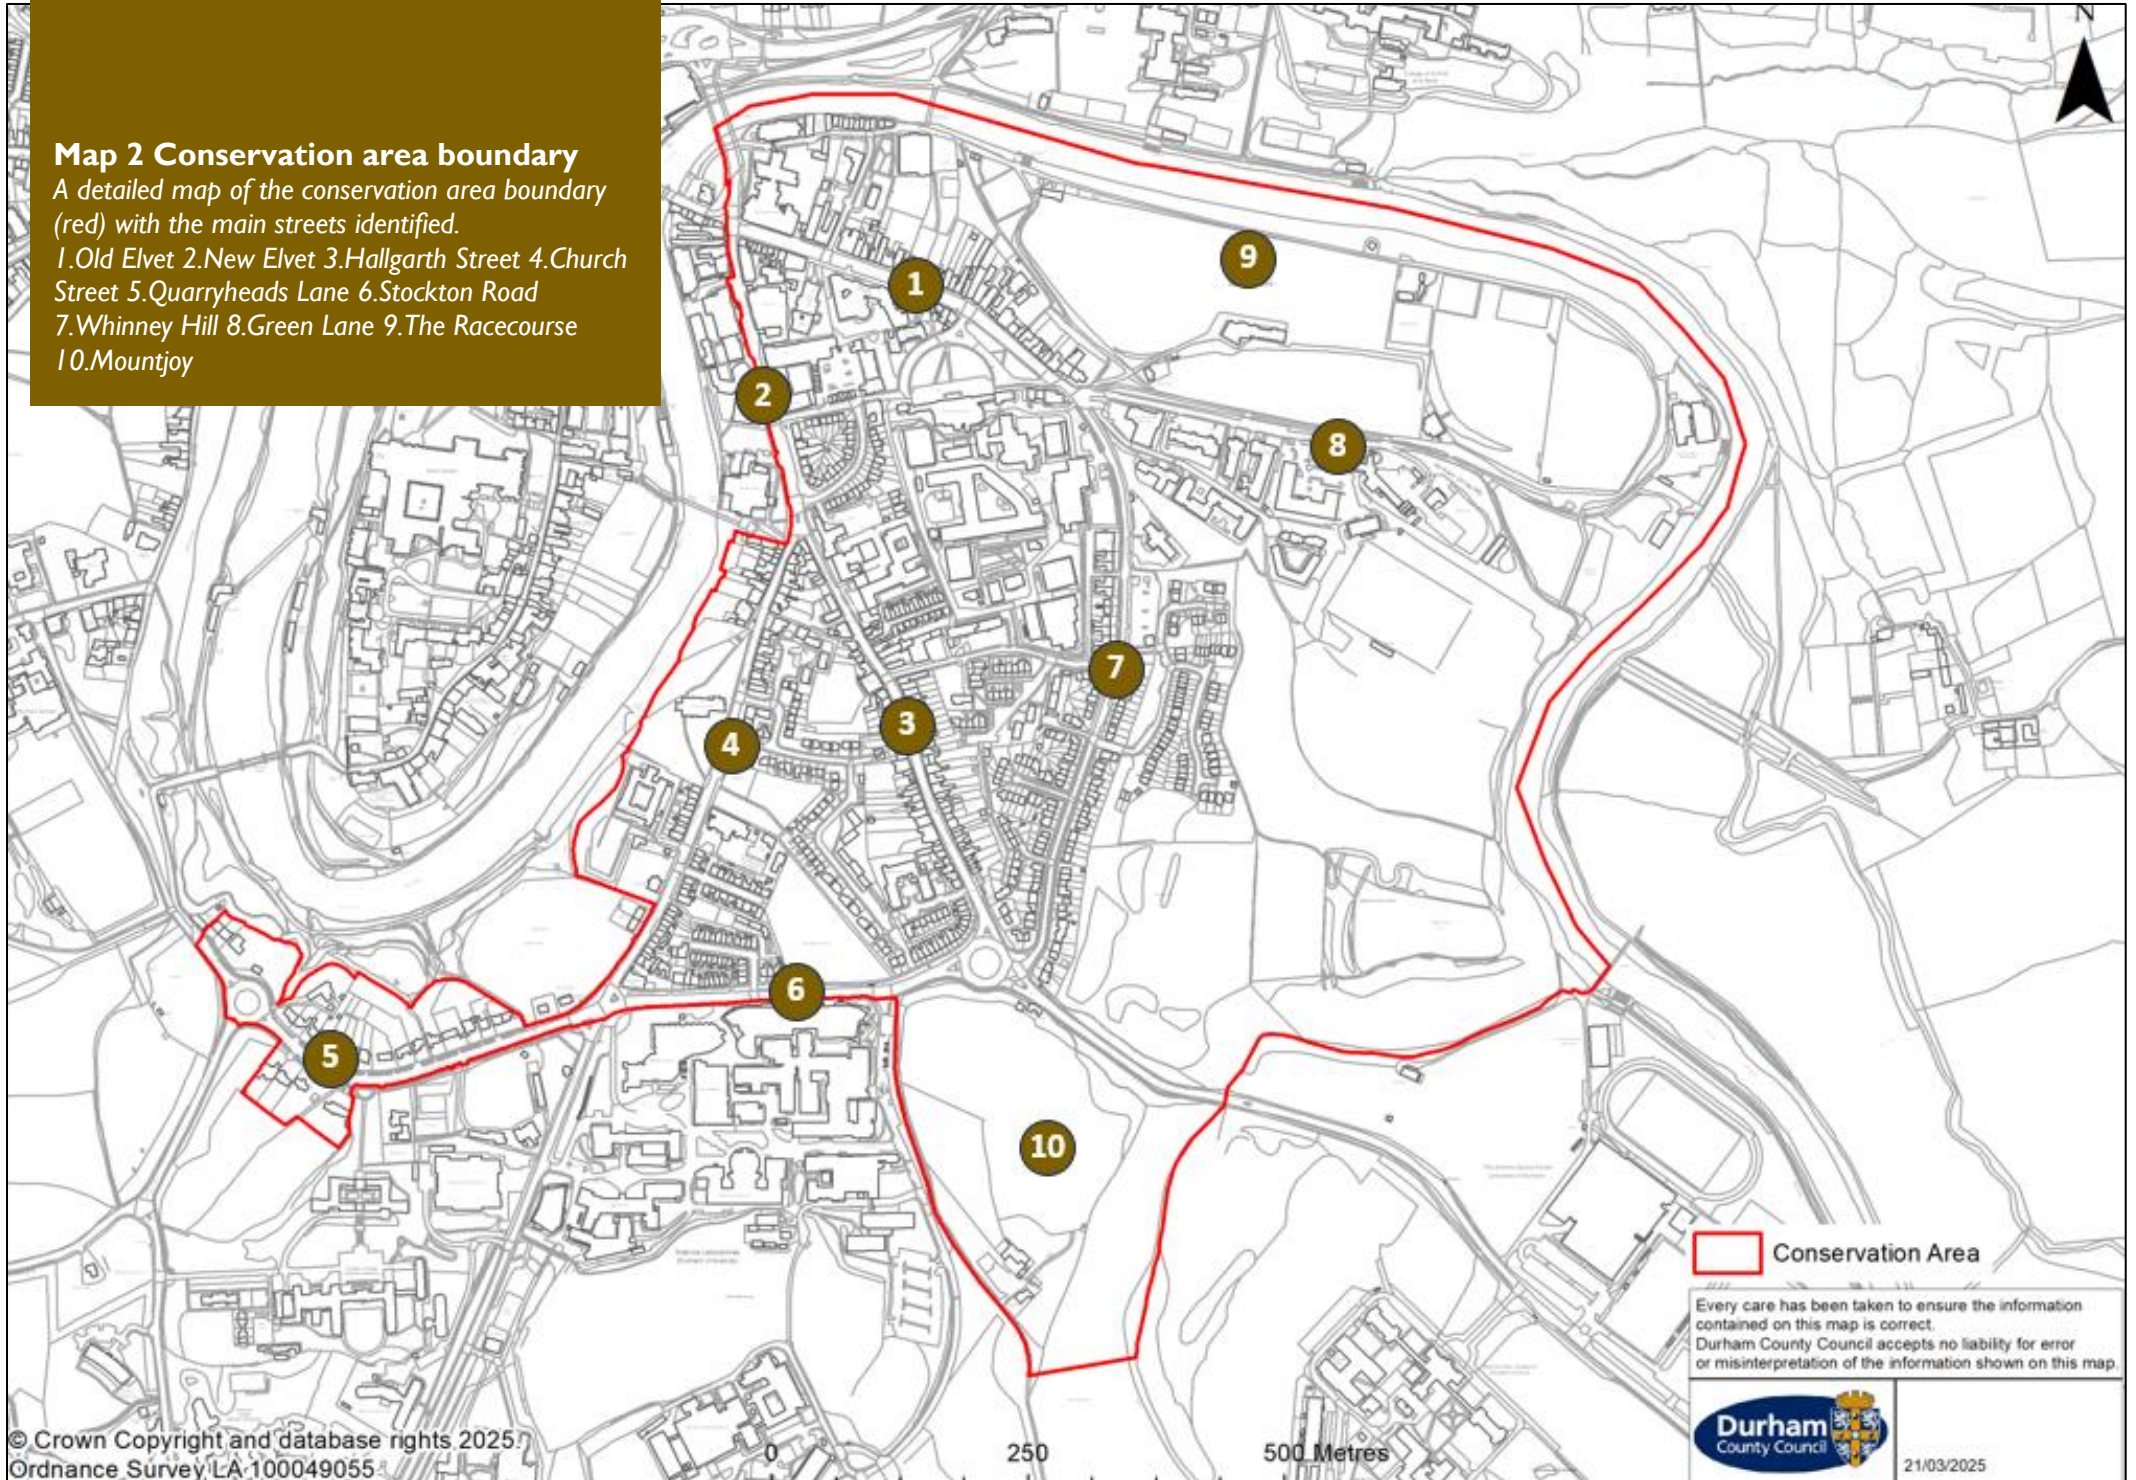 Map 2 Conservation area boundary
A detailed map of the conservation area boundary
(red) with the main streets identified.
1.Old Elvet 2.New Elvet 3.Hallgarth Street 4.Church
Street 5.Quarryheads Lane 6.Stockton Road
7.Whinney Hill 8.Green Lane 9.The Racecourse
10.Mountjoy
N
9
1
2
8
3
7
3
4
6
5
10
Conservation Area
Every care has been taken to ensure the information
contained on this map is correct.
Durham County Council accepts no liability for error
or misinterpretation of the information shown on this map.
© Crown Copyright and database rights 2025.
Ordnance Survey LA 100049055
0 250 500 Metres
Durham
County Council
21/03/2025